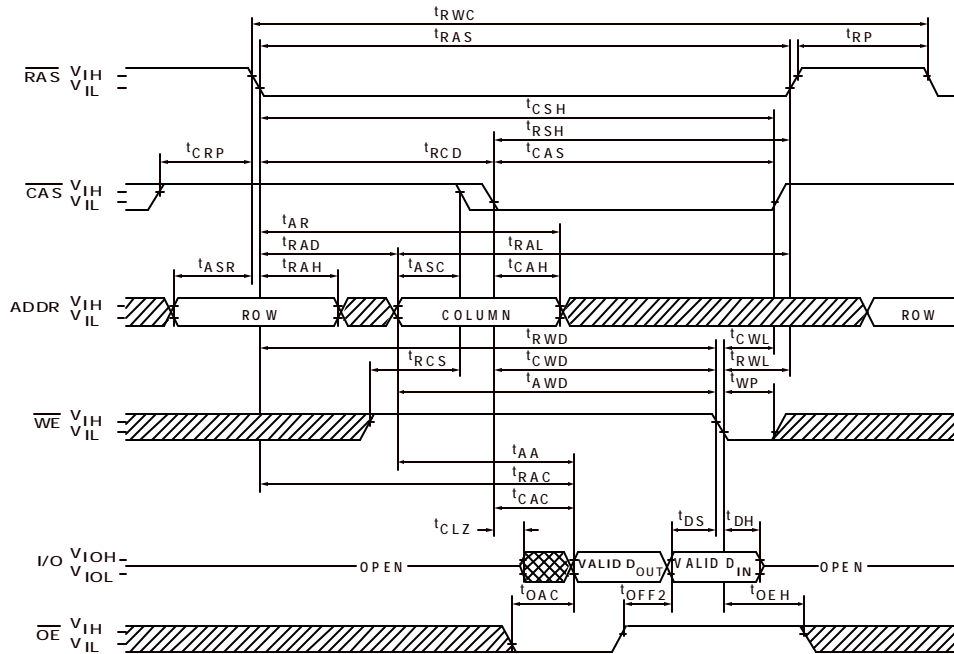 tRWC
tRAS tRP
RAS VIH
VIL
tCSH
tRSH
tCRP tRCD tCAS
CAS VIH
VIL
tAR
tRAD tRAL
tASR tRAH tASC tCAH
ADDR VIH
VIL
ROW COLUMN ROW
tRWD tCWL
tRCS tCWD tRWL
tAWD tWP
WE VIH
VIL
tAA
tRAC
tCAC
tCLZ tDS tDH
I/O VIOH
VIOL
OPEN VALID DOUT VALID DIN OPEN
tOAC tOFF2 tOEH
OE VIH
VIL